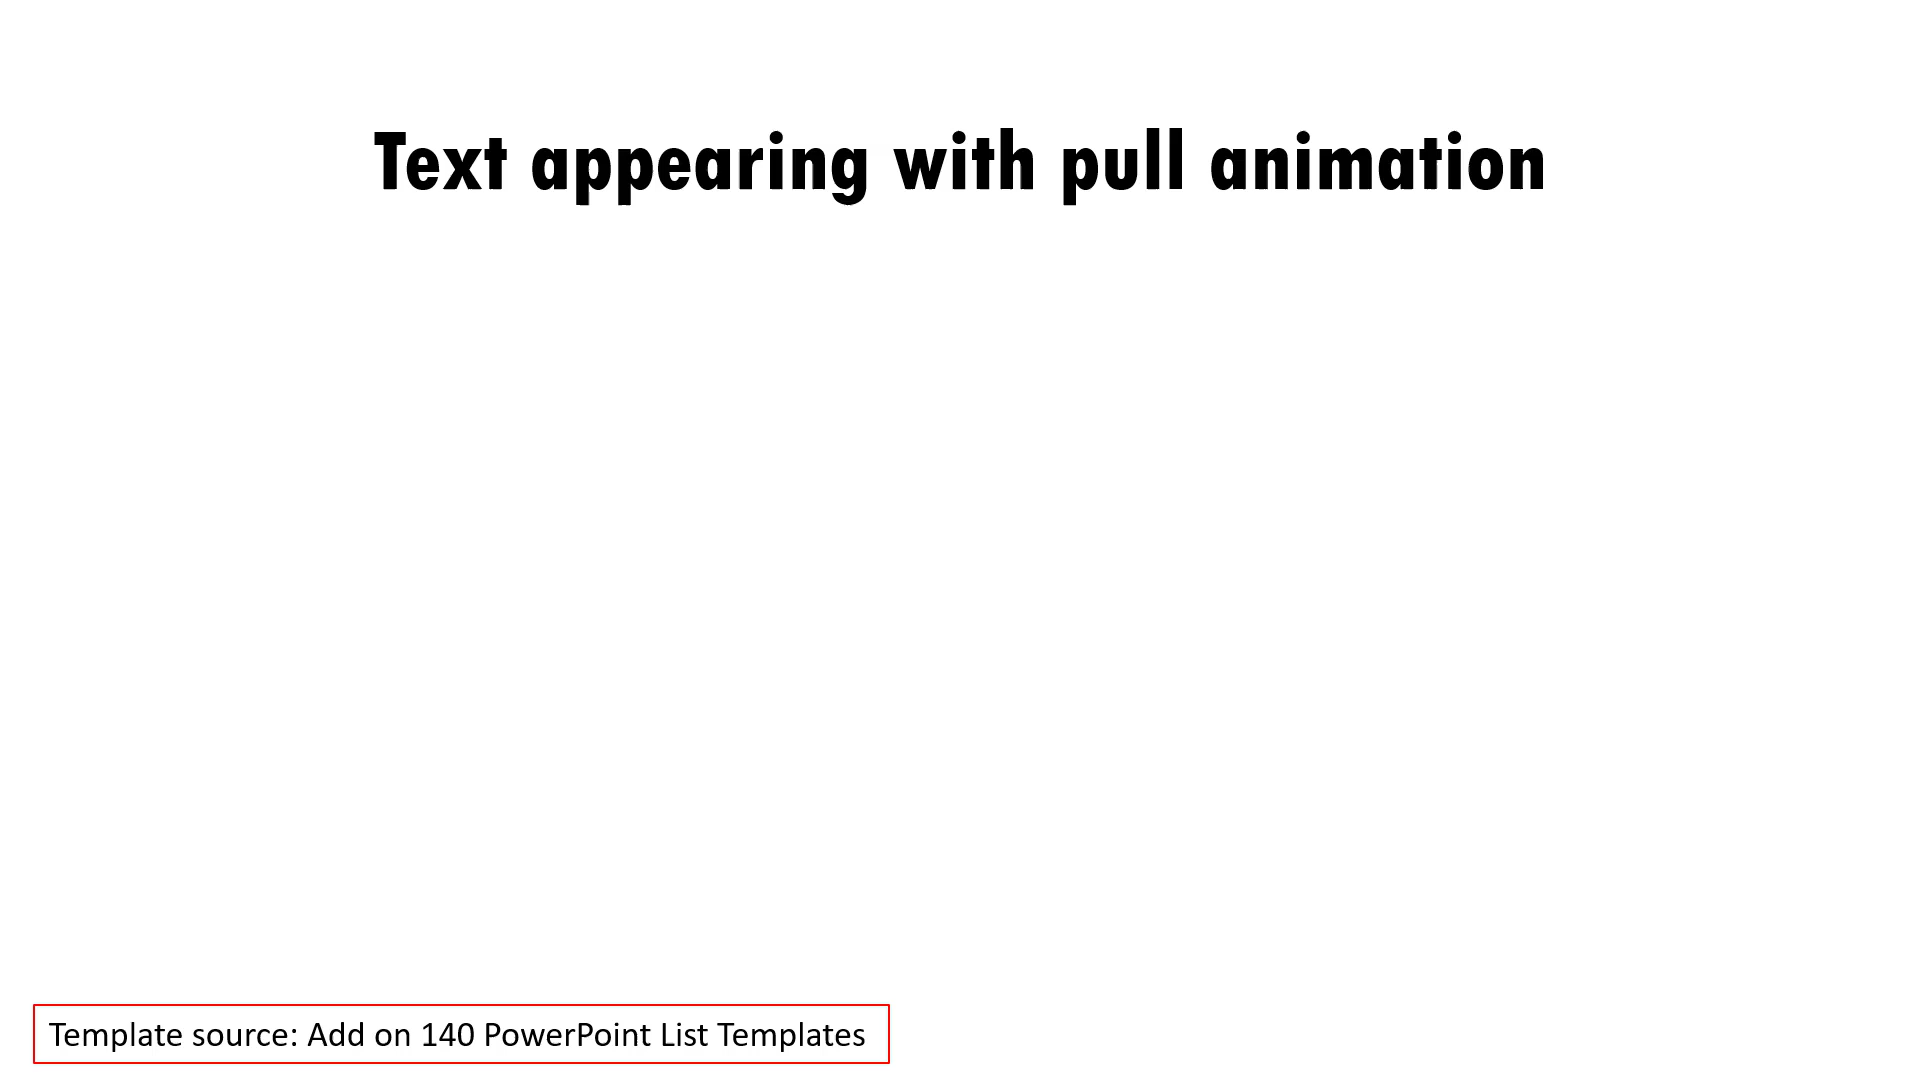 Text appearing with pull animation
Template source: Add on 140 PowerPoint List Templates